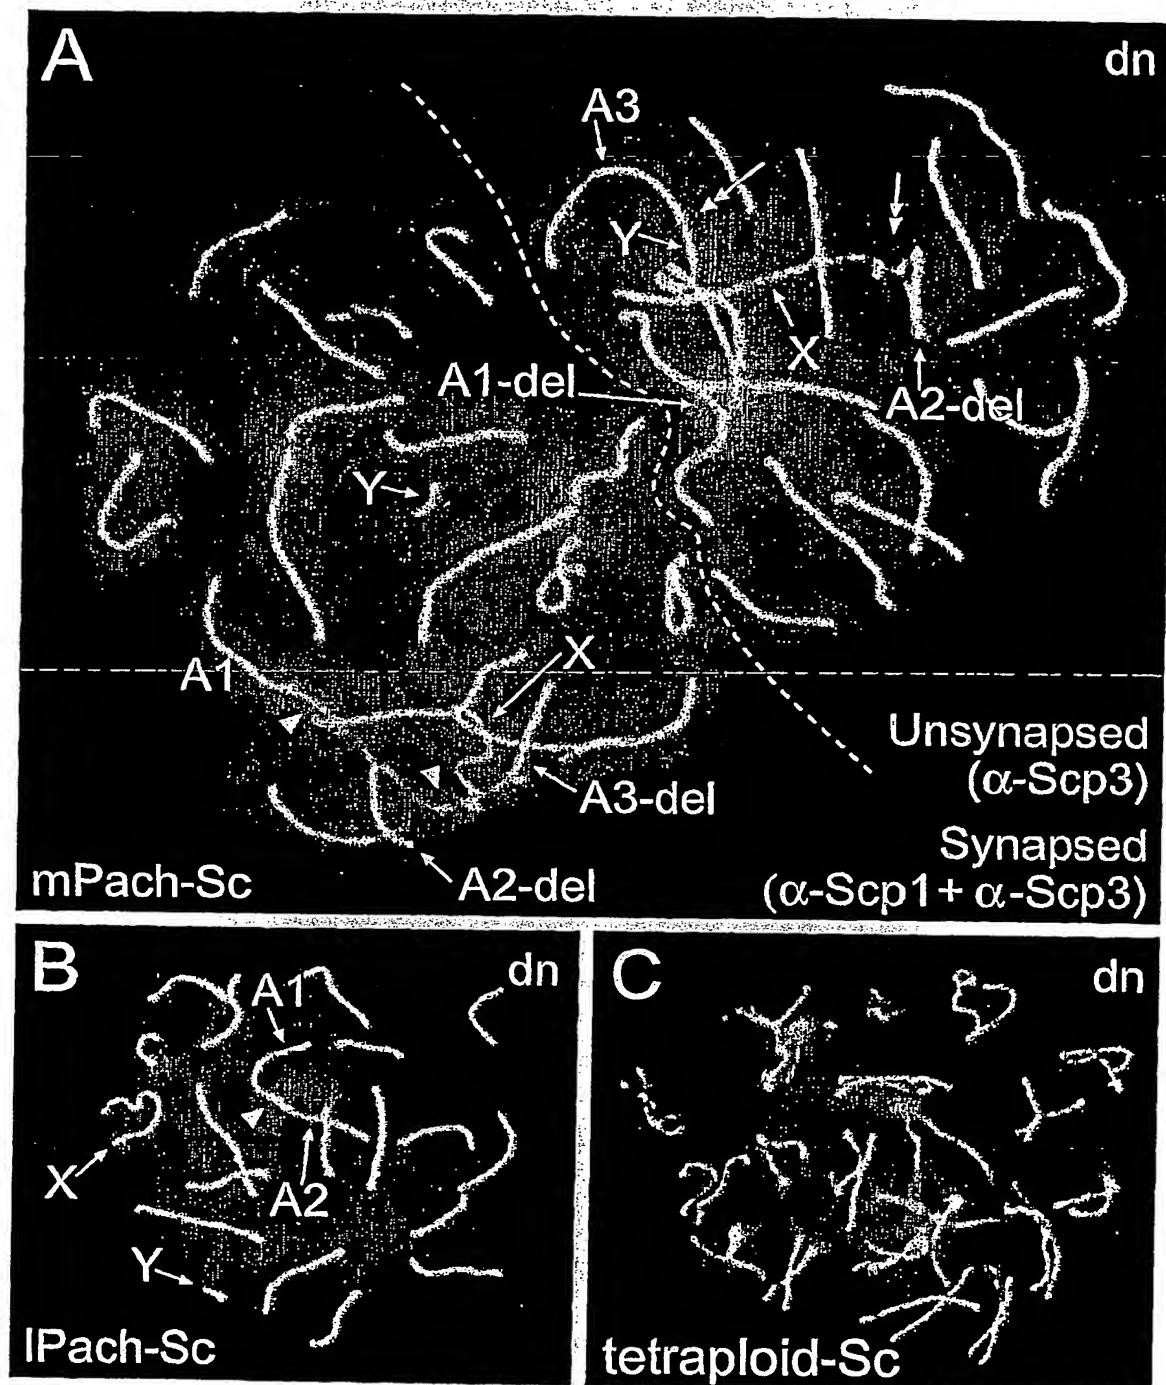 A
dn
A3
Y
X
A1-del
A2-del
Y
X
A1
A3-del
A2-del
Unsynapsed
(α-Scp3)
Synapsed
(α-Scp1+ α-Scp3)
mPach-Sc
B
dn
A1
X
A2
Y
lPach-Sc
C
dn
tetraploid-Sc